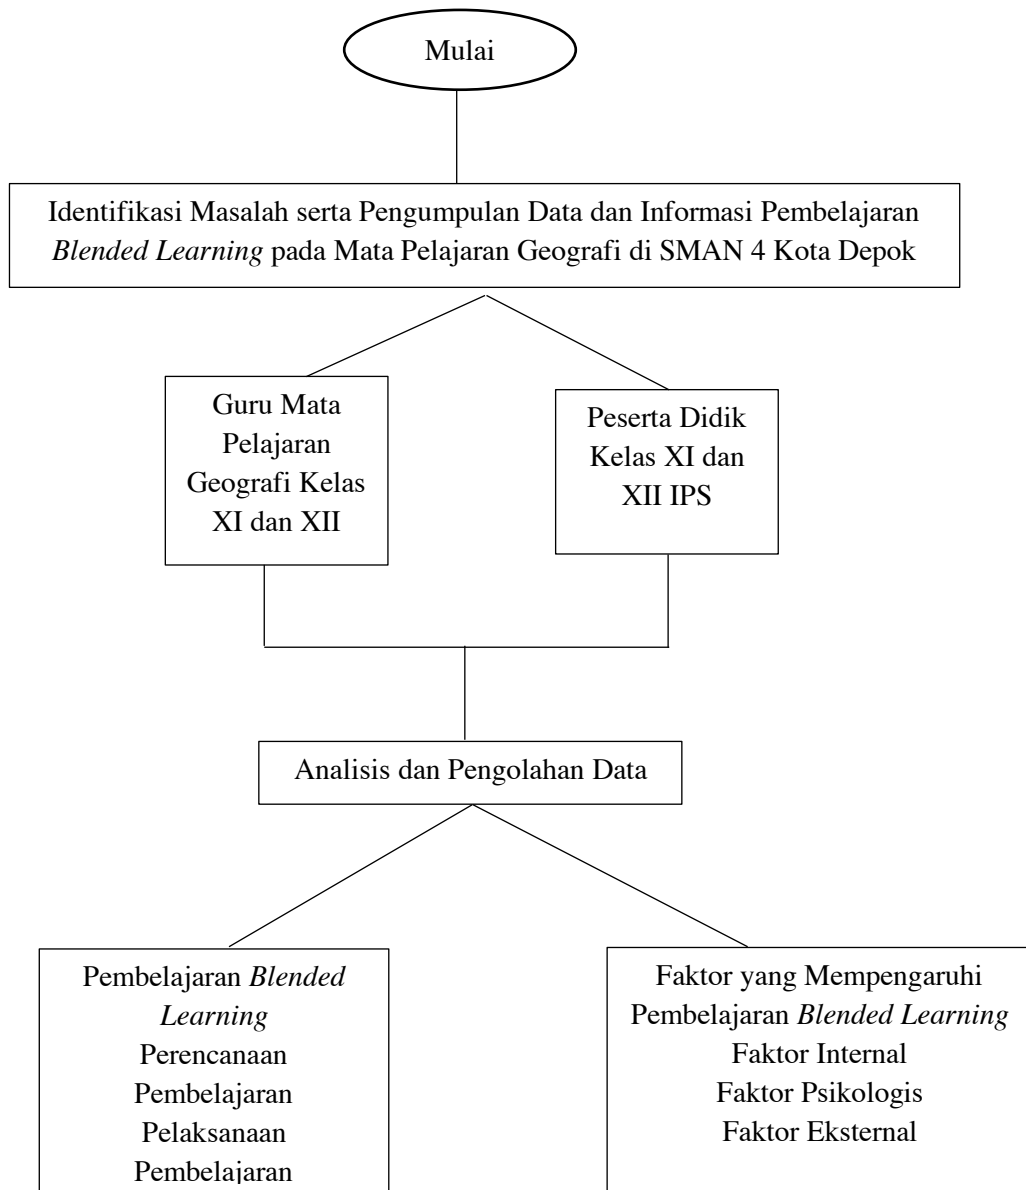 Mulai
Identifikasi Masalah serta Pengumpulan Data dan Informasi Pembelajaran
Blended Learning pada Mata Pelajaran Geografi di SMAN 4 Kota Depok
Guru Mata
Pelajaran
Geografi Kelas
XI dan XII
Peserta Didik
Kelas XI dan
XII IPS
Analisis dan Pengolahan Data
Pembelajaran Blended
Learning
Perencanaan
Pembelajaran
Pelaksanaan
Pembelajaran
Faktor yang Mempengaruhi
Pembelajaran Blended Learning
Faktor Internal
Faktor Psikologis
Faktor Eksternal